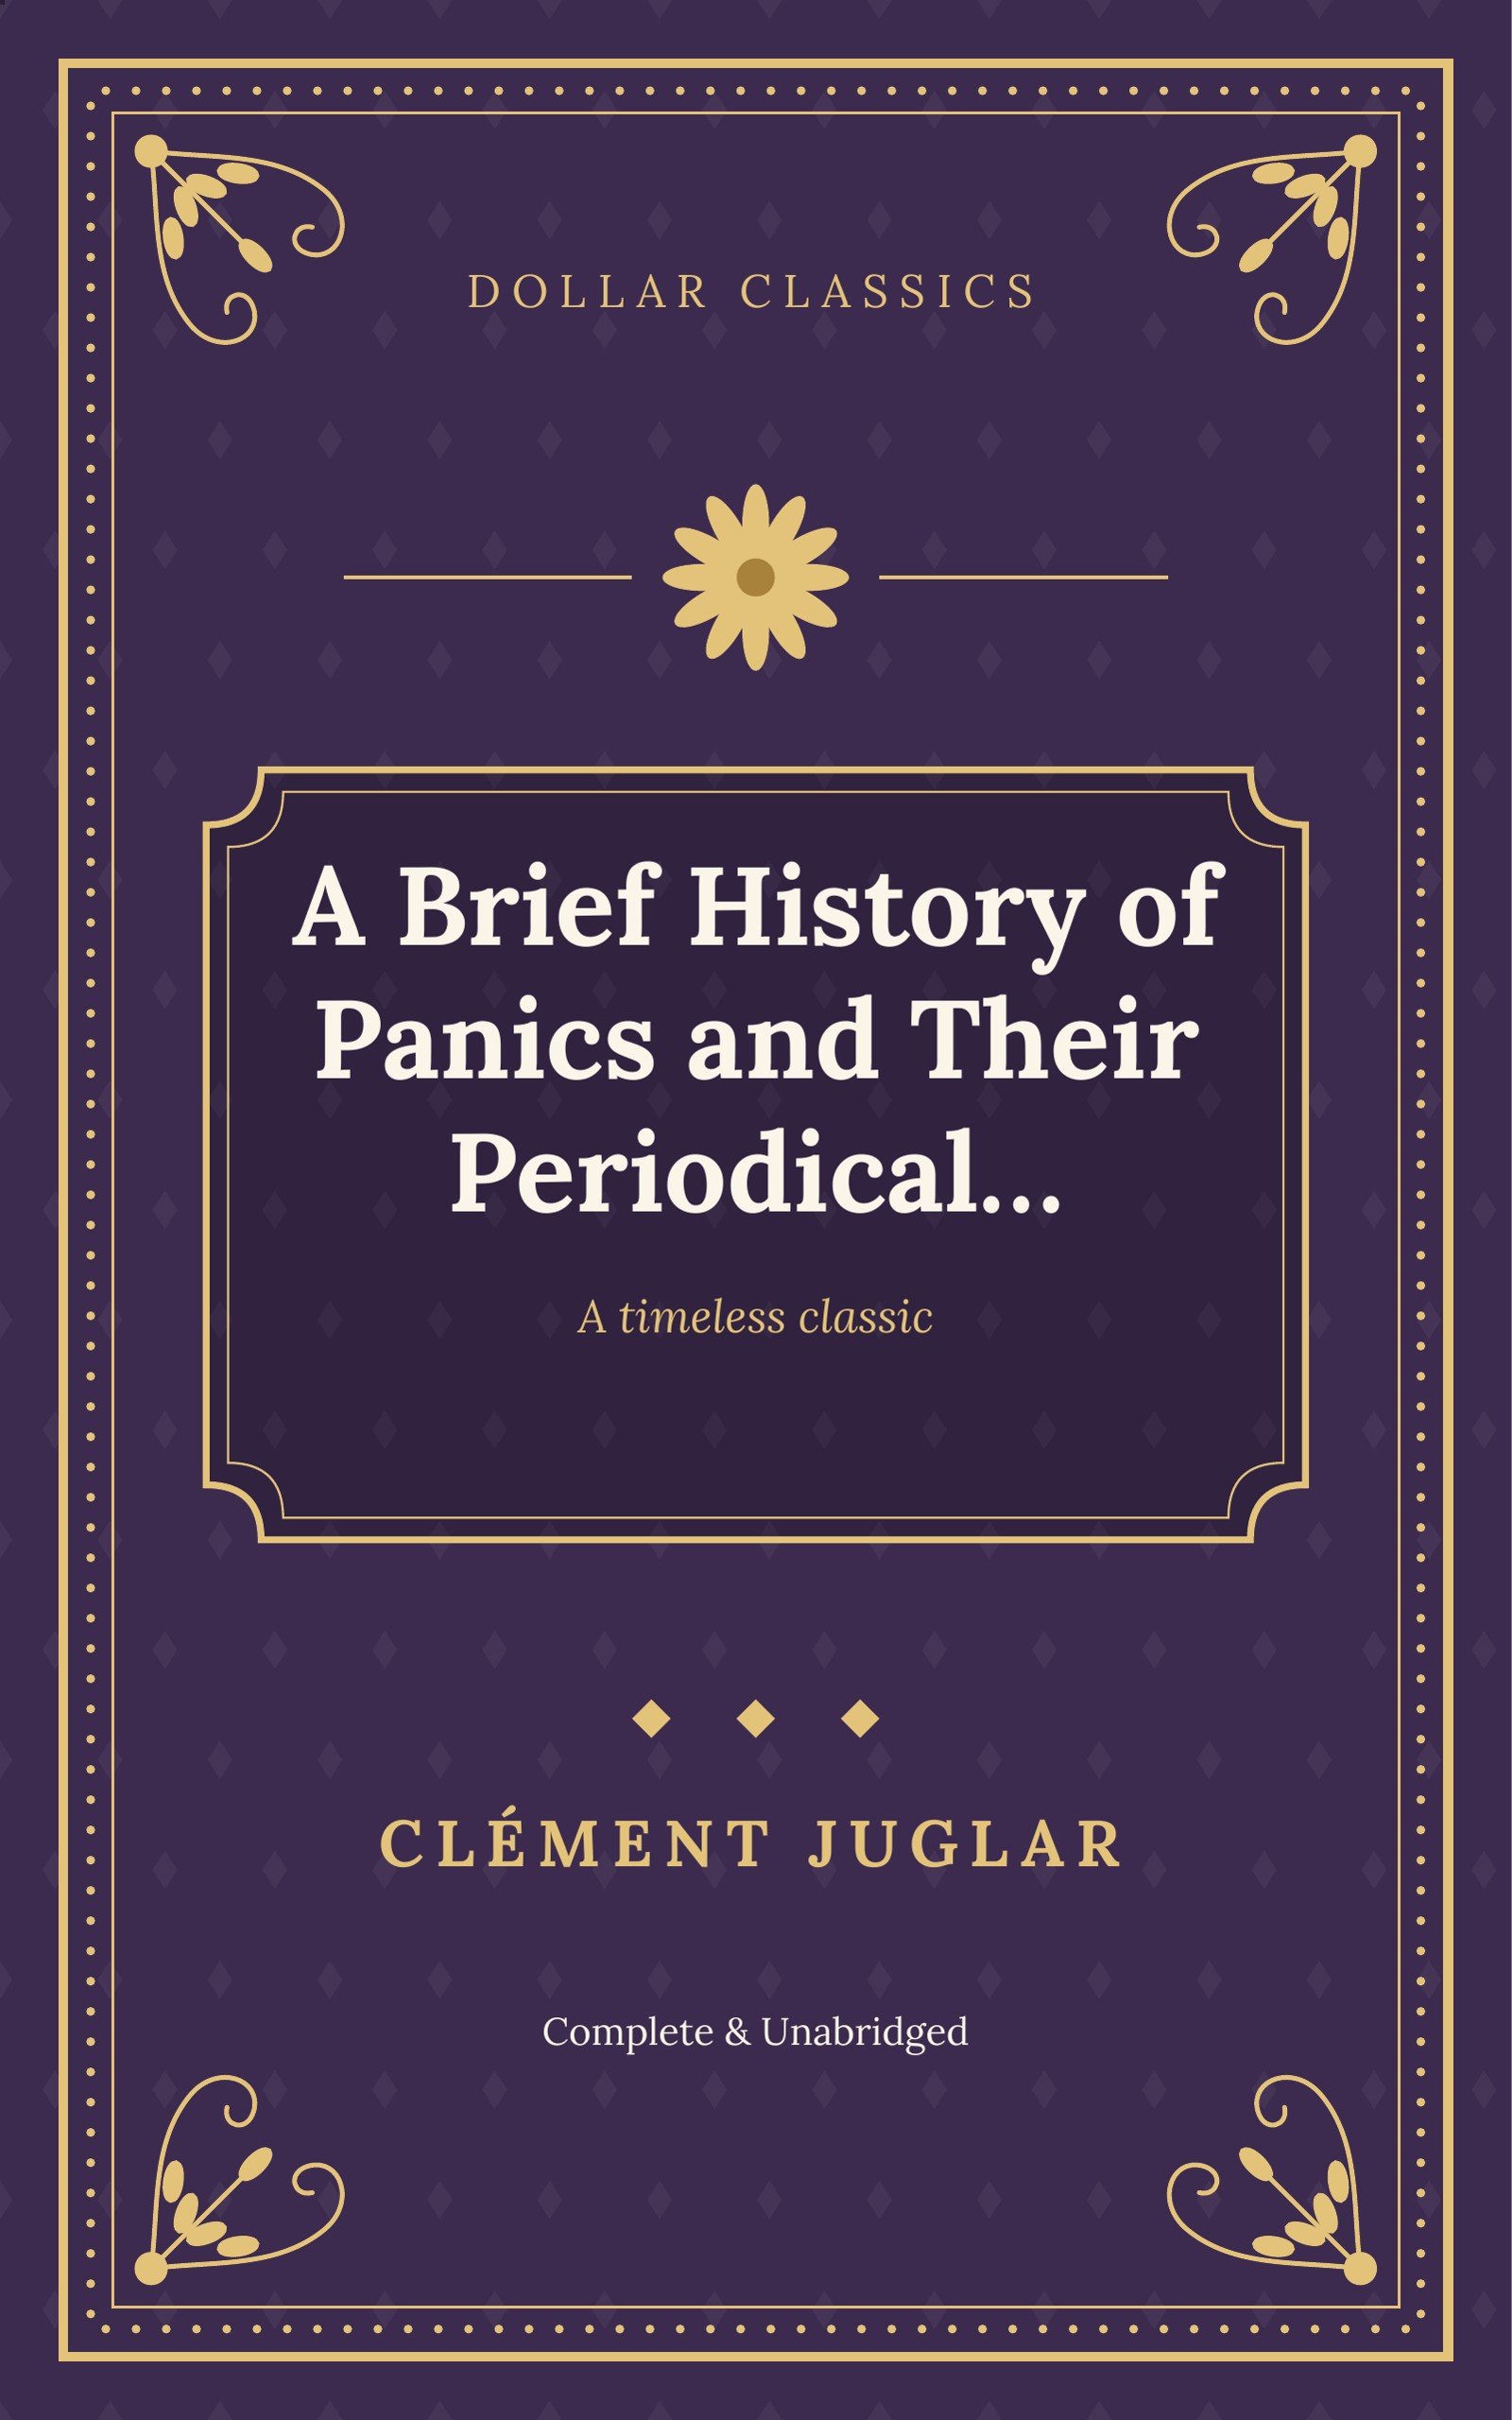 DOLLAR CLASSICS
A Brief History of
Panics and Their
Periodical...
A timeless classic
CLÉMENT JUGLAR
Complete & Unabridged